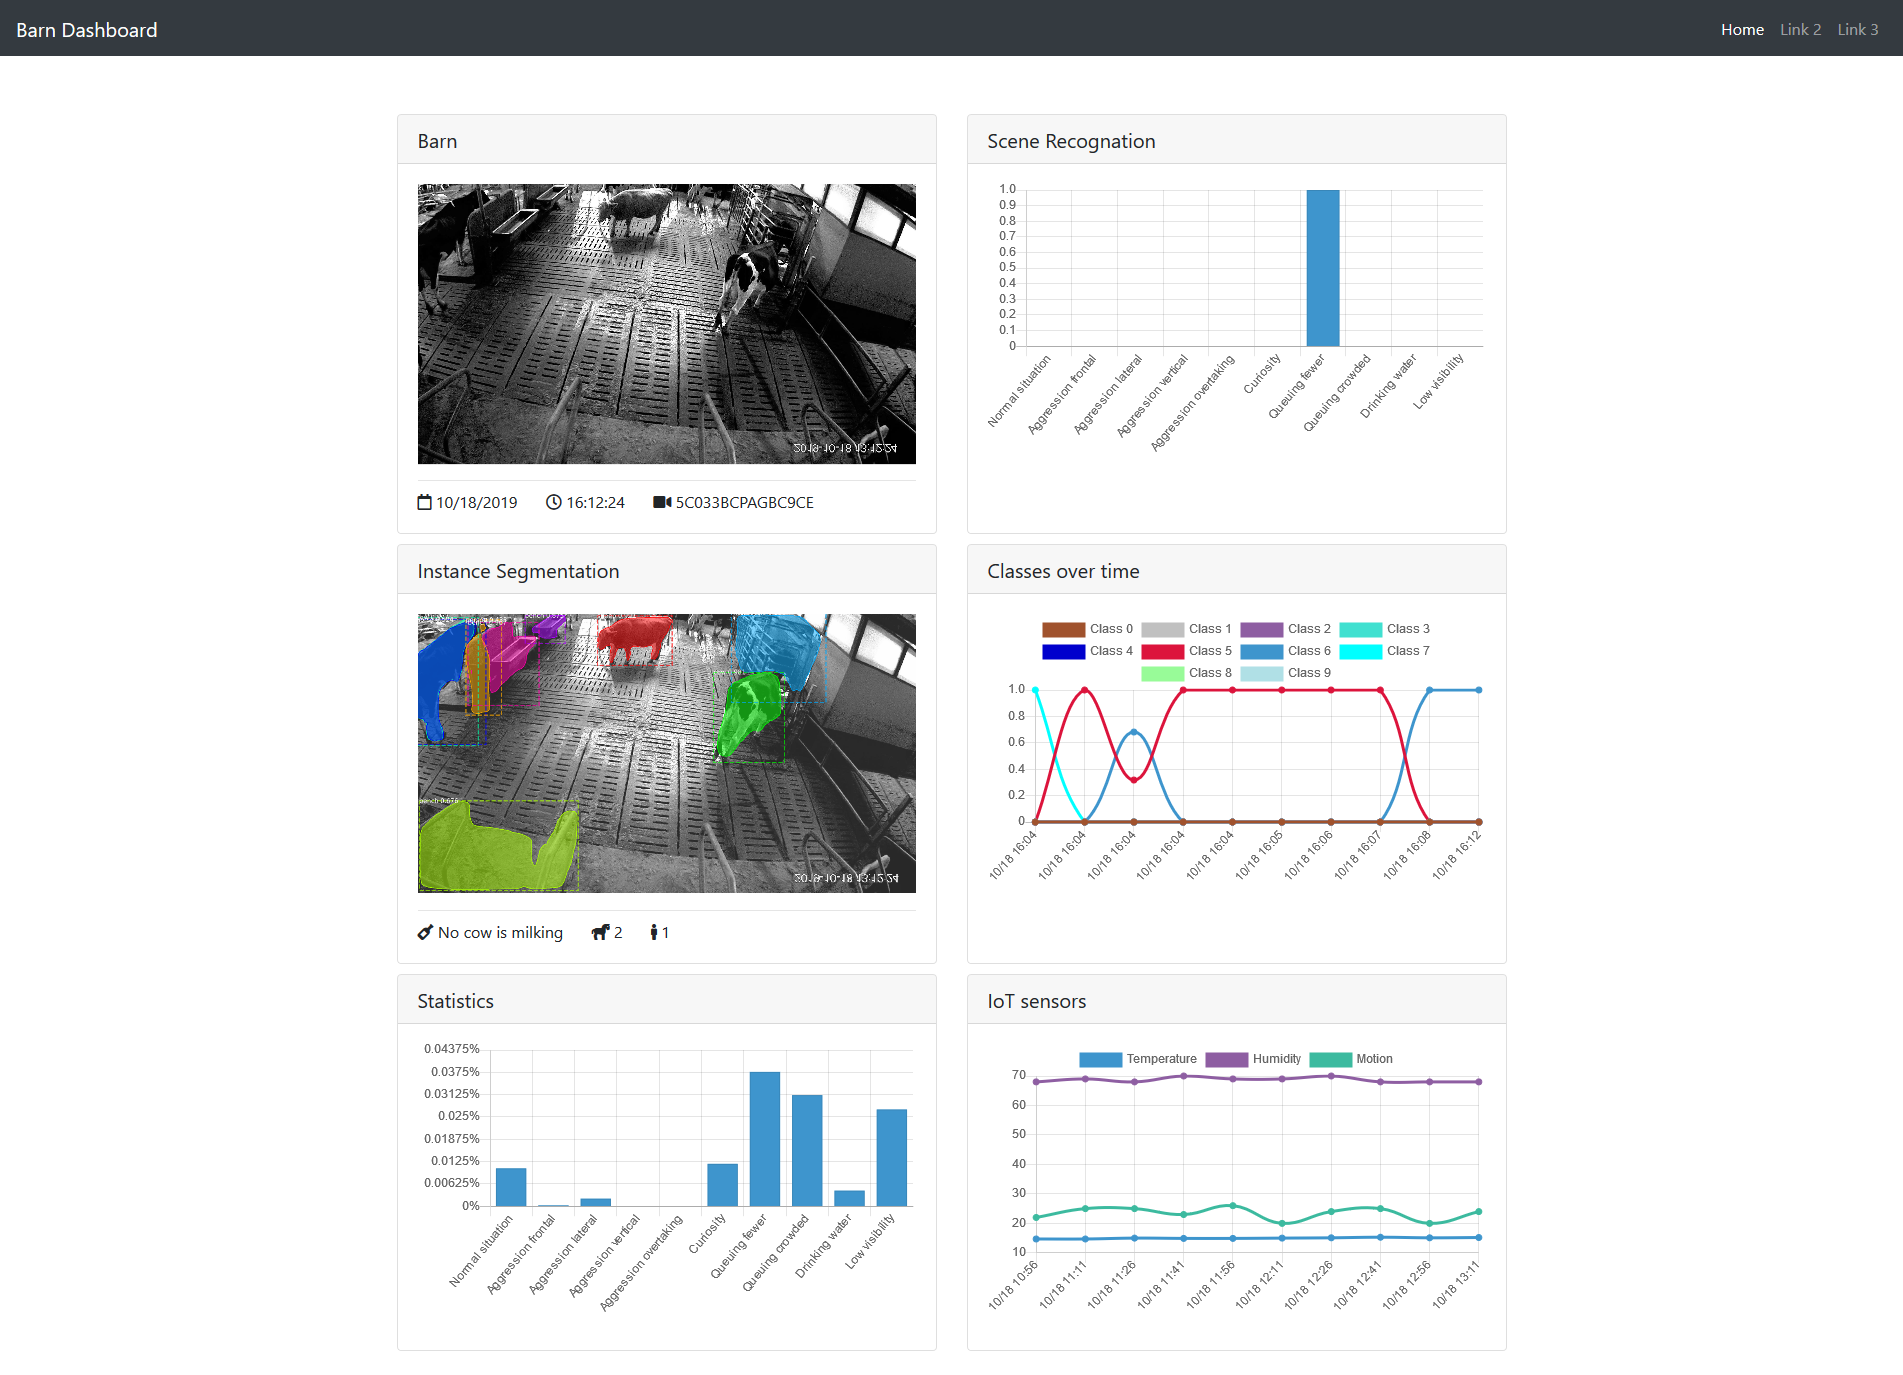 Barn Dashboard
Home Link 2 Link 3
Barn
2019-10-18 13:12:24
10/18/2019 16:12:24 5C033BCPAGBC9CE
Scene Recognation
1.0
0.9
0.8
0.7
0.6
0.5
0.4
0.3
0.2
0.1
0
Normal situation
Aggression frontal
Aggression lateral
Aggression vertical
Aggression overtaking
Curiosity
Queuing fewer
Queuing crowded
Drinking water
Low visibility
Instance Segmentation
2019-10-18 13:12:24
No cow is milking 2 1
Classes over time
Class 0 Class 1 Class 2 Class 3
Class 4 Class 5 Class 6 Class 7
Class 8 Class 9
1.0
0.8
0.6
0.4
0.2
0
10/18 16:04
10/18 16:04
10/18 16:04
10/18 16:04
10/18 16:04
10/18 16:05
10/18 16:06
10/18 16:07
10/18 16:08
10/18 16:12
Statistics
0.04375%
0.0375%
0.03125%
0.025%
0.01875%
0.0125%
0.00625%
0%
Normal situation
Aggression frontal
Aggression lateral
Aggression vertical
Aggression overtaking
Curiosity
Queuing fewer
Queuing crowded
Drinking water
Low visibility
IoT sensors
Temperature Humidity Motion
70
60
50
40
30
20
10
10/18 10:56
10/18 11:11
10/18 11:26
10/18 11:41
10/18 11:56
10/18 12:11
10/18 12:26
10/18 12:41
10/18 12:56
10/18 13:11